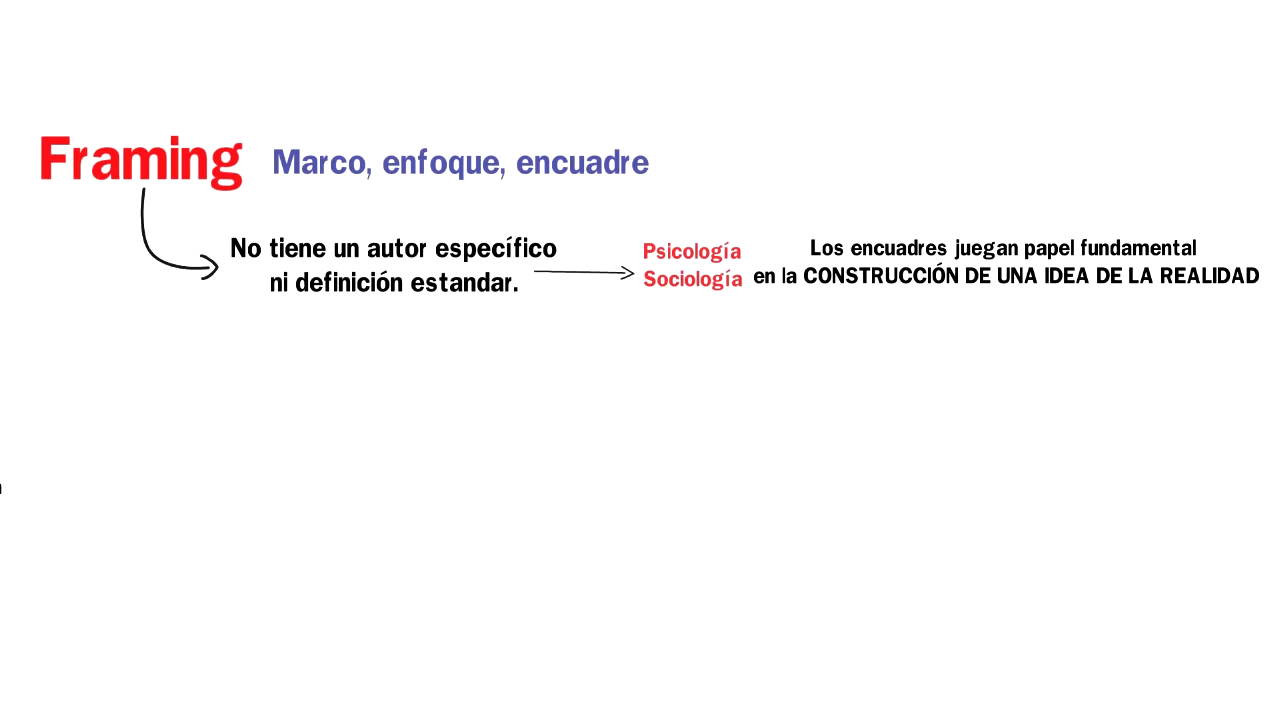 Framing
Marco, enfoque, encuadre
No tiene un autor específico
ni definición estandar.
Psicología
Sociología
Los encuadres juegan papel fundamental
en la CONSTRUCCIÓN DE UNA IDEA DE LA REALIDAD